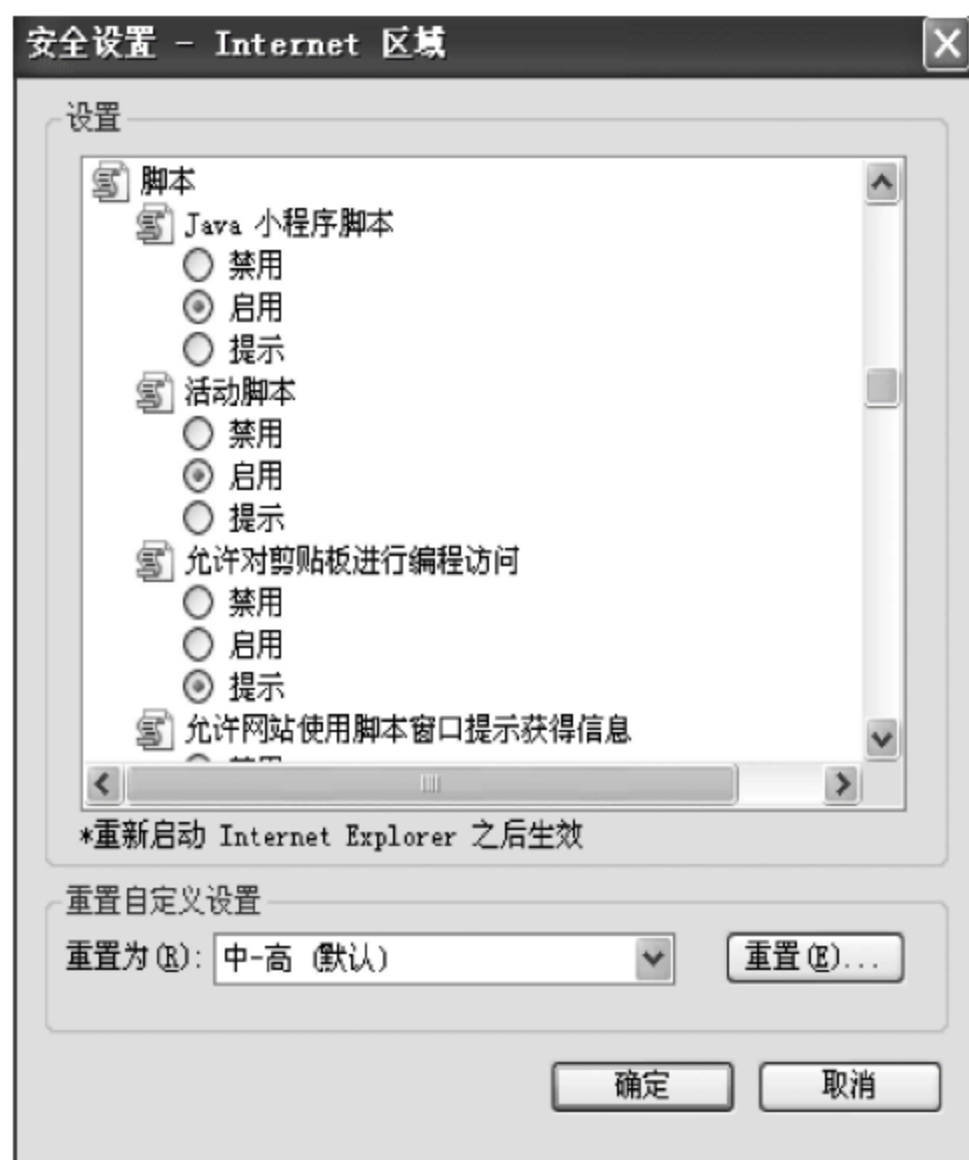 安全设置 - Internet 区域
设置
脚本
Java 小程序脚本
禁用
启用
提示
活动脚本
禁用
启用
提示
允许对剪贴板进行编程访问
禁用
启用
提示
允许网站使用脚本窗口提示获得信息
*重新启动 Internet Explorer 之后生效
重置自定义设置
重置为(R): 中-高 (默认) 重置(E)...
确定 取消